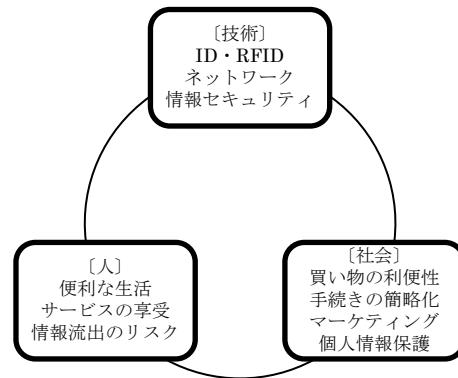 〔技術〕
ID・RFID
ネットワーク
情報セキュリティ
〔人〕
便利な生活
サービスの享受
情報流出のリスク
〔社会〕
買い物の利便性
手続きの簡略化
マーケティング
個人情報保護